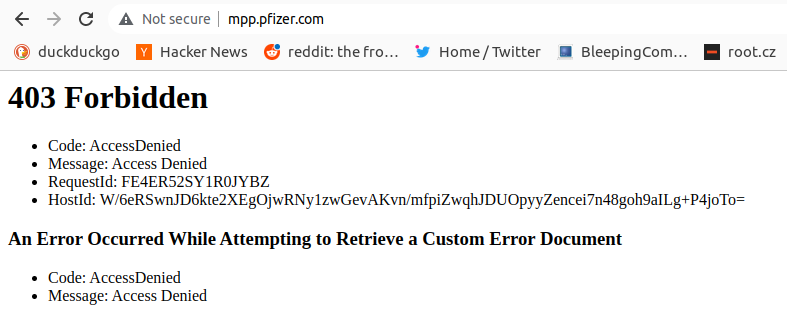 Not secure mpp.pfizer.com
duckduckgo Hacker News reddit: the fro... Home / Twitter BleepingCom... root.cz
403 Forbidden
Code: AccessDenied
Message: Access Denied
RequestId: FE4ER52SY1R0JYBZ
HostId: W/6eRSwnJD6kte2XEgOjwRNy1zwGevAKvn/mfpiZwqhJDUOpyyZencei7n48goh9aILg+P4joTo=
An Error Occurred While Attempting to Retrieve a Custom Error Document
Code: AccessDenied
Message: Access Denied